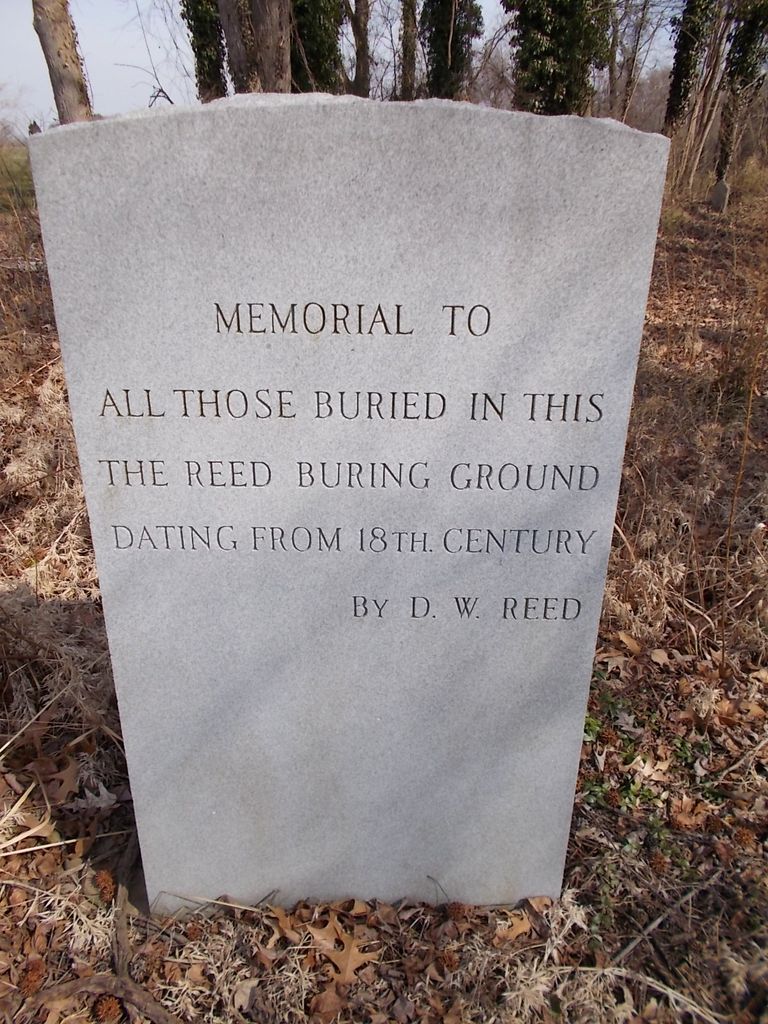 MEMORIAL TO
ALL THOSE BURIED IN THIS
THE REED BURING GROUND
DATING FROM 18TH. CENTURY
BY D. W. REED